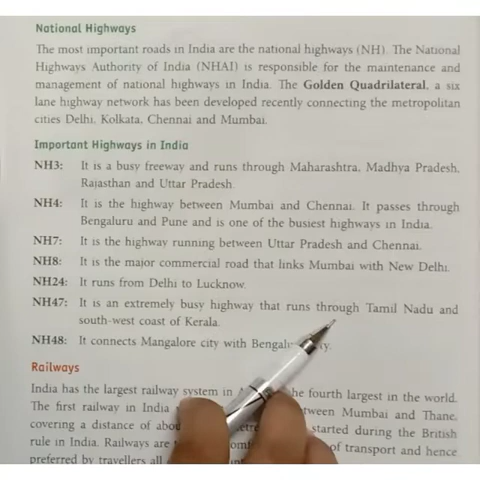 National Highways
The most important roads in India are the national highways (NH). The National
Highways Authority of India (NHAI) is responsible for the maintenance and
management of national highways in India. The Golden Quadrilateral, a six
lane highway network has been developed recently connecting the metropolitan
cities Delhi, Kolkata, Chennai and Mumbai.
Important Highways in India
NH3: It is a busy freeway and runs through Maharashtra, Madhya Pradesh,
Rajasthan and Uttar Pradesh.
NH4: It is the highway between Mumbai and Chennai. It passes through
Bengaluru and Pune and is one of the busiest highways in India.
NH7: It is the highway running between Uttar Pradesh and Chennai.
NH8: It is the major commercial road that links Mumbai with New Delhi.
NH24: It runs from Delhi to Lucknow.
NH47: It is an extremely busy highway that runs through Tamil Nadu and
south-west coast of Kerala.
NH48: It connects Mangalore city with
Railways
India has the largest railway system in the fourth largest in the world.
The first railway in India Mumbai and Thane,
covering a distance of started during the British
rule in India. Railways are of transport and hence
preferred by travellers all